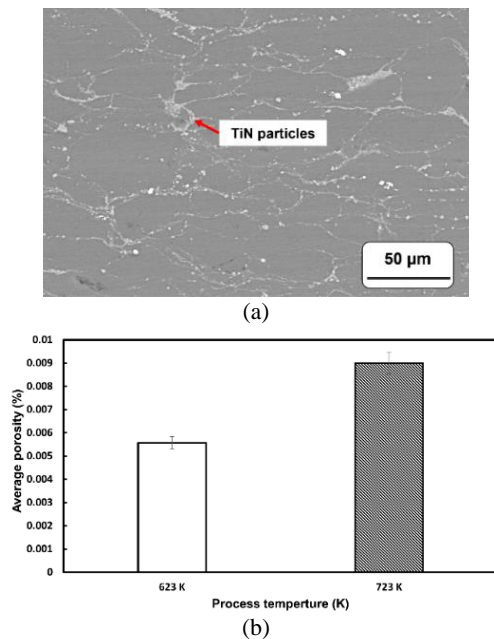 TiN particles
50 µm
(a)
0.01
0.009
0.008
0.007
0.006
0.005
0.004
0.003
0.002
0.001
0
Average porosity (%)
623 K
723 K
Process temperture (K)
(b)